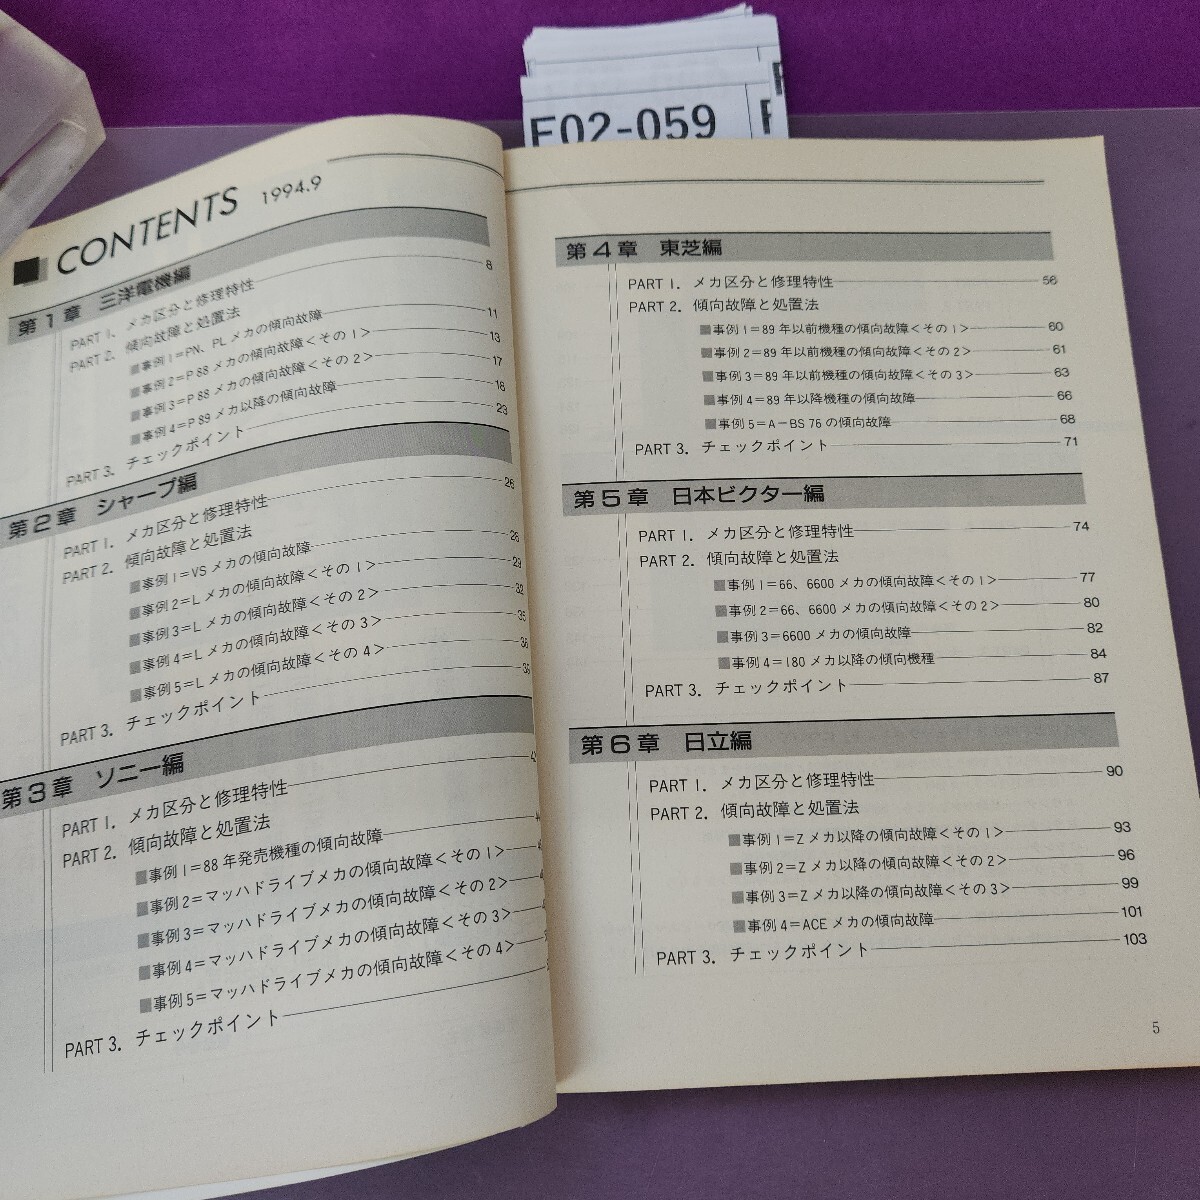 F02-059
CONTENTS 1994.9
第1章 三洋電機編
PART 1. メカ区分と修理特性 8
PART 2. 傾向故障と処置法
■事例1=PN、PLメカの傾向故障 11
■事例2=P88メカの傾向故障<その1> 13
■事例3=P88メカの傾向故障<その2> 17
■事例4=P89メカ以降の傾向故障 18
PART 3. チェックポイント 23
第2章 シャープ編
PART 1. メカ区分と修理特性 26
PART 2. 傾向故障と処置法
■事例1=VSメカの傾向故障 28
■事例2=Lメカの傾向故障<その1> 29
■事例3=Lメカの傾向故障<その2> 32
■事例4=Lメカの傾向故障<その3> 35
■事例5=Lメカの傾向故障<その4>
PART 3. チェックポイント
第3章 ソニー編
PART 1. メカ区分と修理特性
PART 2. 傾向故障と処置法
■事例1=88年発売機種の傾向故障
■事例2=マッハドライブメカの傾向故障<その1>
■事例3=マッハドライブメカの傾向故障<その2>
■事例4=マッハドライブメカの傾向故障<その3>
■事例5=マッハドライブメカの傾向故障<その4>
PART 3. チェックポイント
第4章 東芝編
PART 1. メカ区分と修理特性 56
PART 2. 傾向故障と処置法
■事例1=89年以前機種の傾向故障<その1> 60
■事例2=89年以前機種の傾向故障<その2> 61
■事例3=89年以前機種の傾向故障<その3> 63
■事例4=89年以降機種の傾向故障 66
■事例5=A-BS76の傾向故障 68
PART 3. チェックポイント 71
第5章 日本ビクター編
PART 1. メカ区分と修理特性 74
PART 2. 傾向故障と処置法
■事例1=66、6600メカの傾向故障<その1> 77
■事例2=66、6600メカの傾向故障<その2> 80
■事例3=6600メカの傾向故障 82
■事例4=180メカ以降の傾向機種 84
PART 3. チェックポイント 87
第6章 日立編
PART 1. メカ区分と修理特性 90
PART 2. 傾向故障と処置法
■事例1=Zメカ以降の傾向故障<その1> 93
■事例2=Zメカ以降の傾向故障<その2> 96
■事例3=Zメカ以降の傾向故障<その3> 99
■事例4=ACEメカの傾向故障 101
PART 3. チェックポイント 103
5